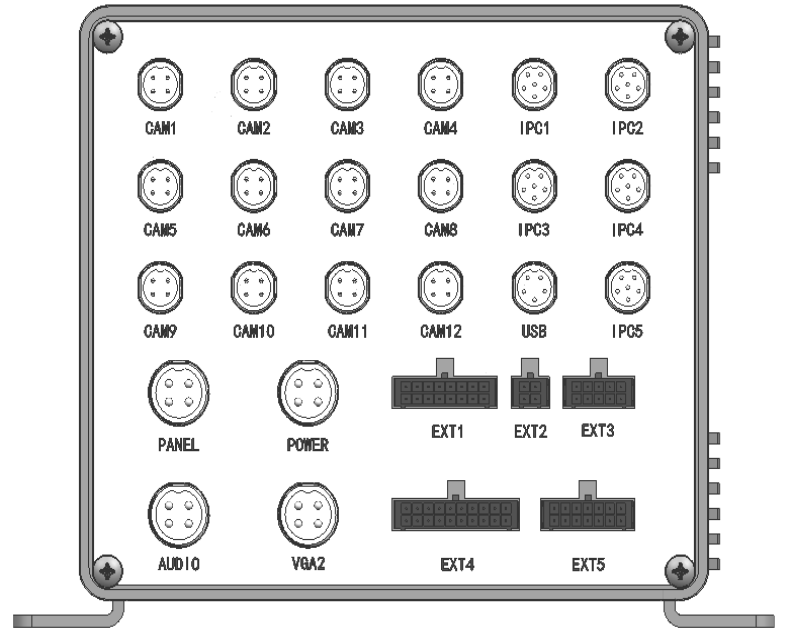 CAM1 CAM2 CAM3 CAM4 IPC1 IPC2
CAM5 CAM6 CAM7 CAM8 IPC3 IPC4
CAM9 CAM10 CAM11 CAM12 USB IPC5
PANEL POWER EXT1 EXT2 EXT3
AUDIO VGA2 EXT4 EXT5